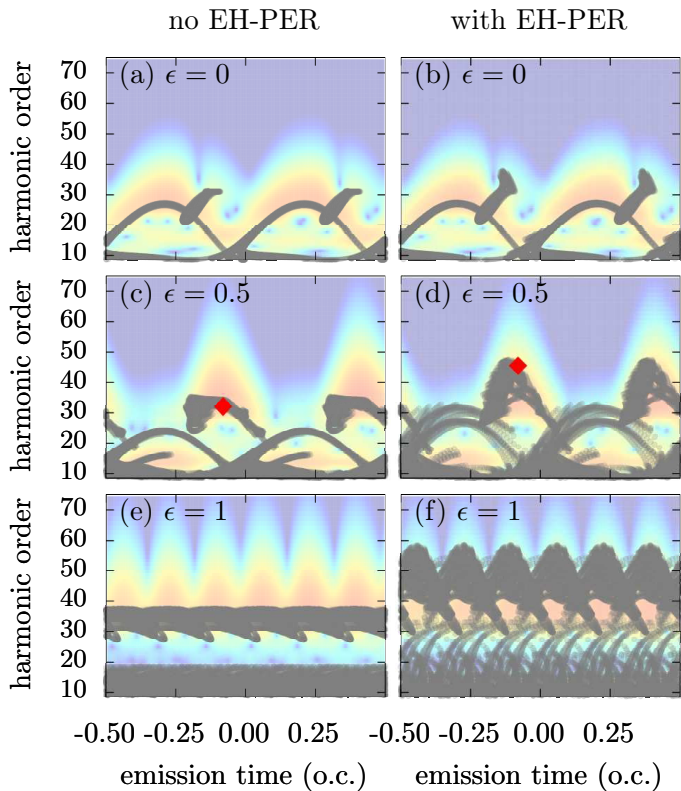 no EH-PER with EH-PER
harmonic order
70
60
50
40
30
20
10
(a) ϵ = 0
(b) ϵ = 0
harmonic order
70
60
50
40
30
20
10
(c) ϵ = 0.5
(d) ϵ = 0.5
harmonic order
70
60
50
40
30
20
10
(e) ϵ = 1
(f) ϵ = 1
-0.50 -0.25 0.00 0.25 -0.50 -0.25 0.00 0.25
emission time (o.c.) emission time (o.c.)